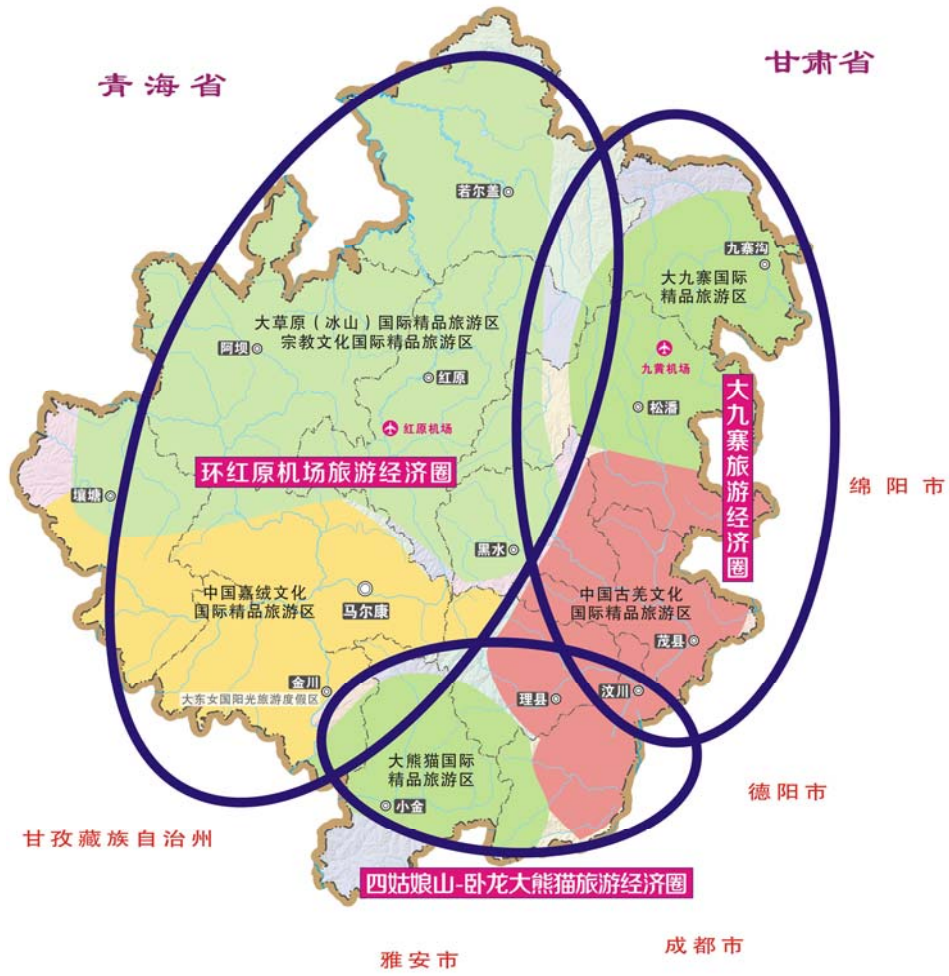 青海省
甘肃省
若尔盖
九寨沟
大九寨国际
精品旅游区
大草原（冰山）国际精品旅游区
宗教文化国际精品旅游区
阿坝
九黄机场
红原
松潘
红原机场
大九寨旅游经济圈
环红原机场旅游经济圈
壤塘
绵阳市
黑水
中国嘉绒文化
国际精品旅游区
马尔康
中国古羌文化
国际精品旅游区
茂县
金川
大东女国阳光旅游度假区
理县
汶川
大熊猫国际
精品旅游区
小金
德阳市
甘孜藏族自治州
四姑娘山-卧龙大熊猫旅游经济圈
雅安市
成都市